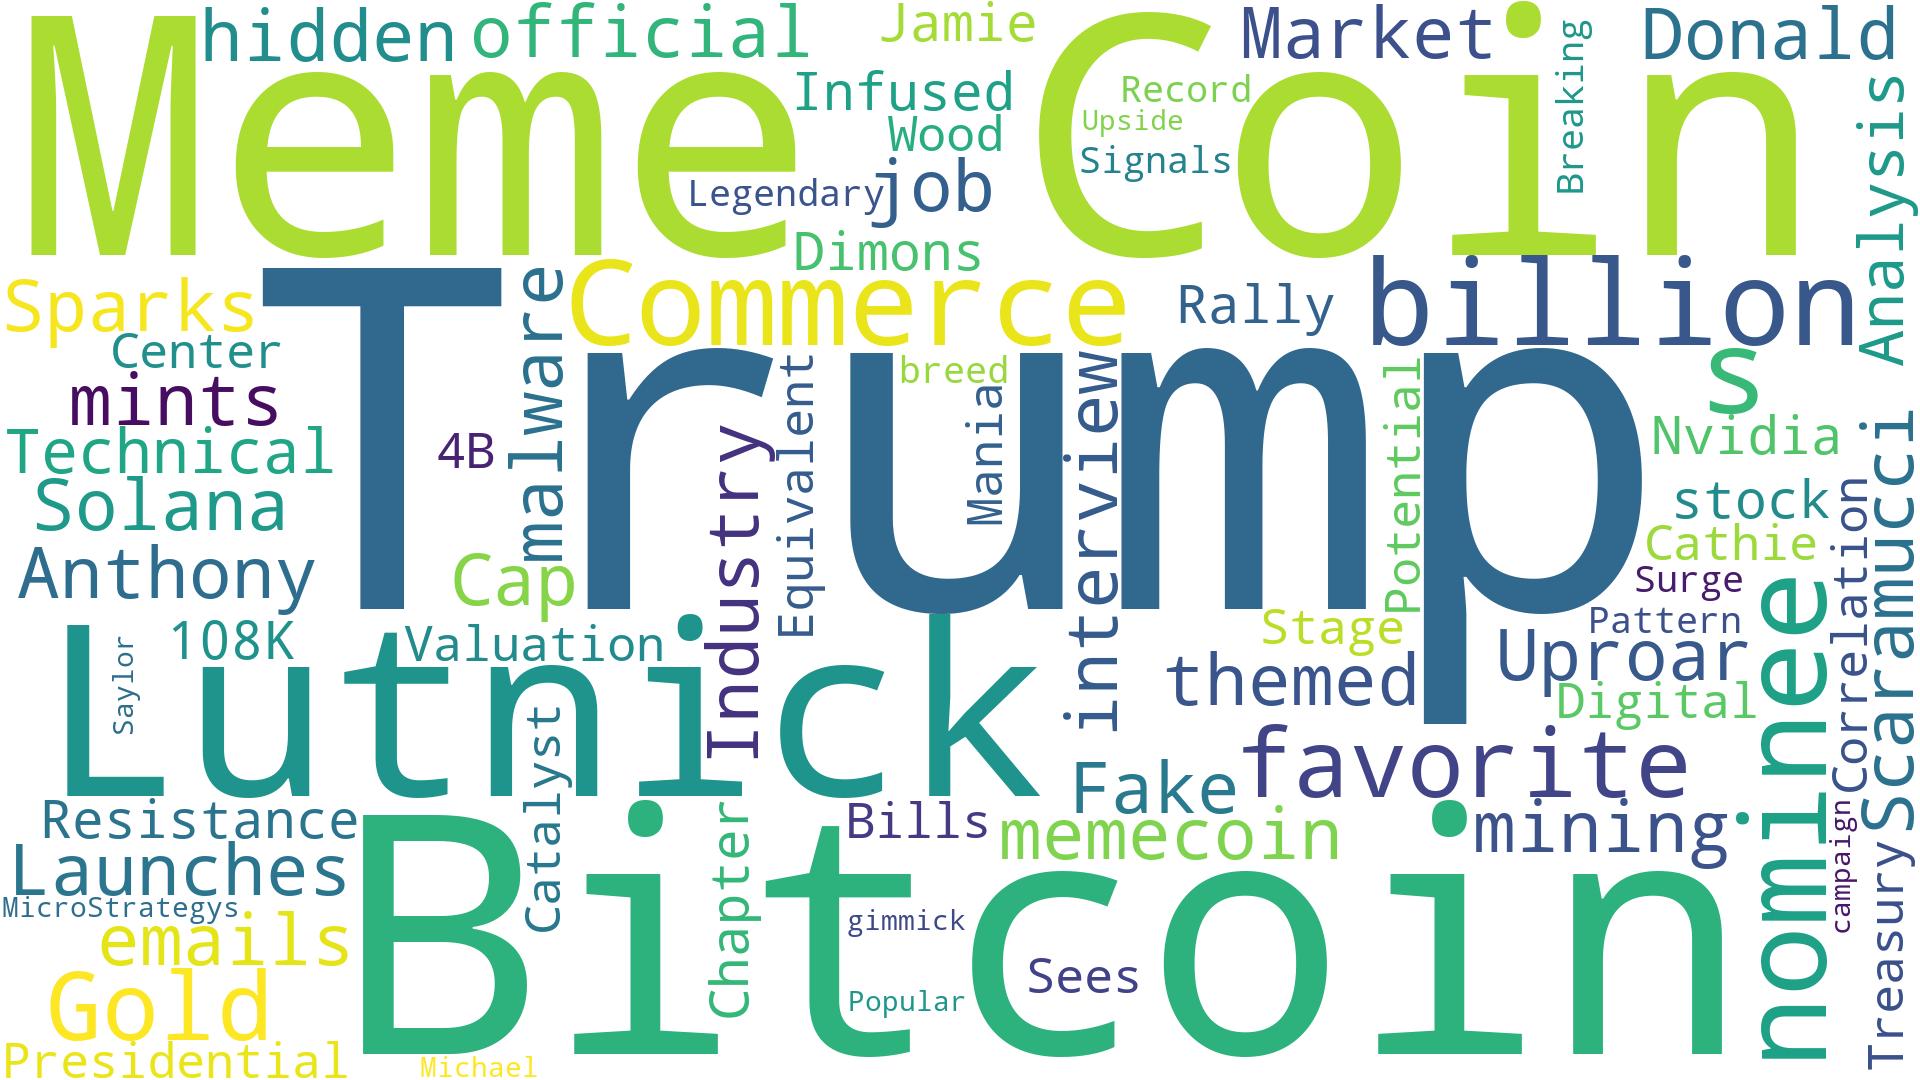 Meme Coin
hidden
official
Jamie
Market
Donald
Infused
Record
Breaking
Wood
Upside
Signals
Analysis
Legendary
job
Dimons
Sparks
Trump
malware
Commerce
Rally
billion
Center
breed
s
mints
4B
Industry
Equivalent
Mania
interview
Potential
Nvidia
Technical
Solana
stock
Scaramucci
Anthony
Cap
Cathie
Surge
Correlation
nominee
Lutnick
108K
Valuation
Stage
Pattern
Uproar
Saylor
themed
Digital
Catalyst
favorite
Fake
Resistance
Bitcoin
Chapter
Bills
memecoin
mining
campaign
Treasury
Launches
MicroStrategys
emails
gimmick
Gold
Sees
Popular
Presidential
Michael